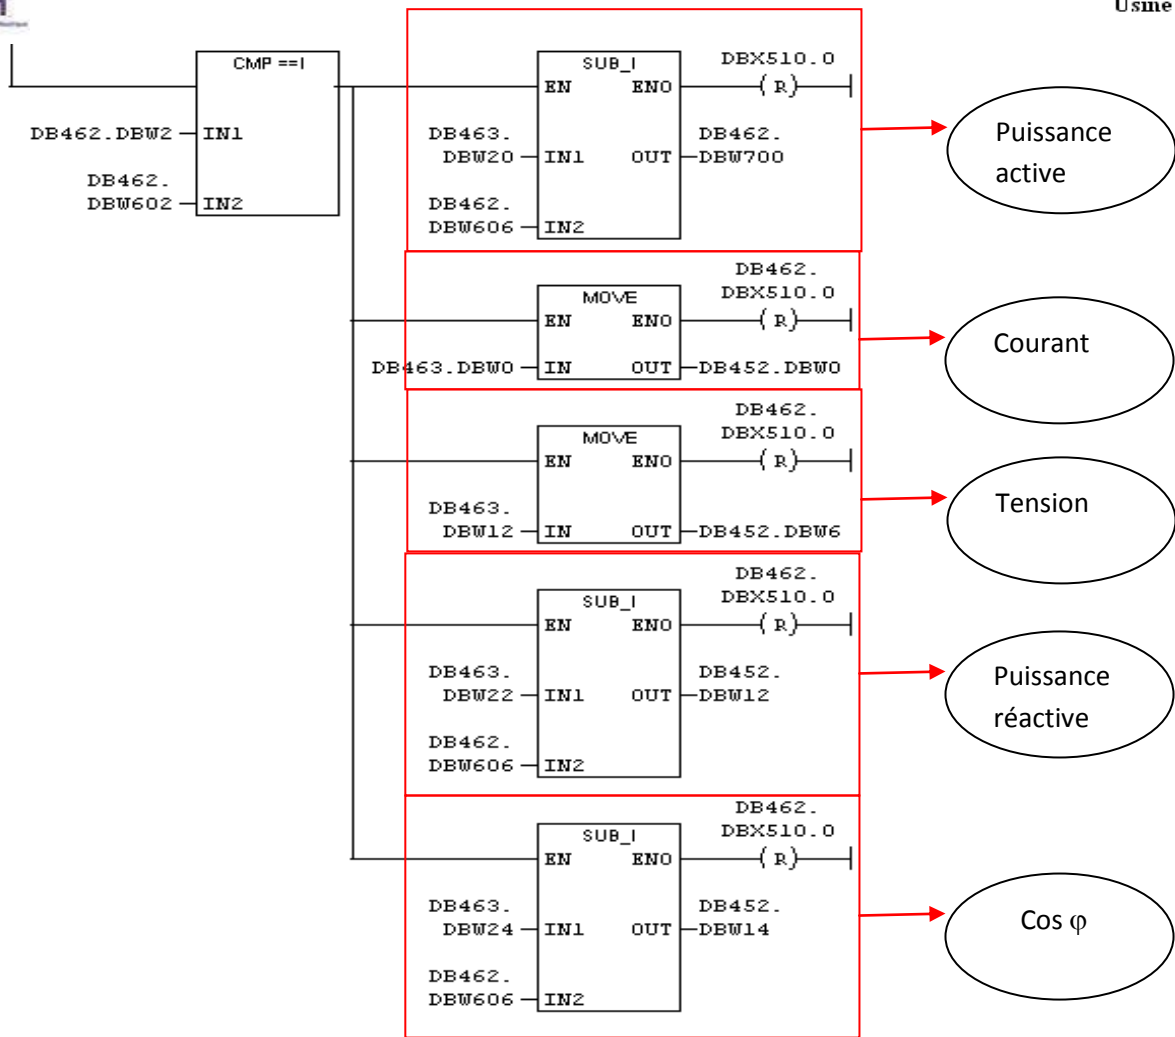 Usine
CMP ==I
DB462.DBW2
IN1
DB462.
DBW602
IN2
SUB_I
DBX510.0
EN
ENO
( R )
DB463.
DBW20
IN1
OUT
DB462.
DBW700
DB462.
DBW606
IN2
Puissance
active
DB462.
DBX510.0
MOVE
EN
ENO
( R )
DB463.DBW0
IN
OUT
DB452.DBW0
Courant
DB462.
DBX510.0
MOVE
EN
ENO
( R )
DB463.
DBW12
IN
OUT
DB452.DBW6
Tension
DB462.
DBX510.0
SUB_I
EN
ENO
( R )
DB463.
DBW22
IN1
OUT
DB452.
DBW12
DB462.
DBW606
IN2
Puissance
réactive
DB462.
DBX510.0
SUB_I
EN
ENO
( R )
DB463.
DBW24
IN1
OUT
DB452.
DBW14
DB462.
DBW606
IN2
Cos φ